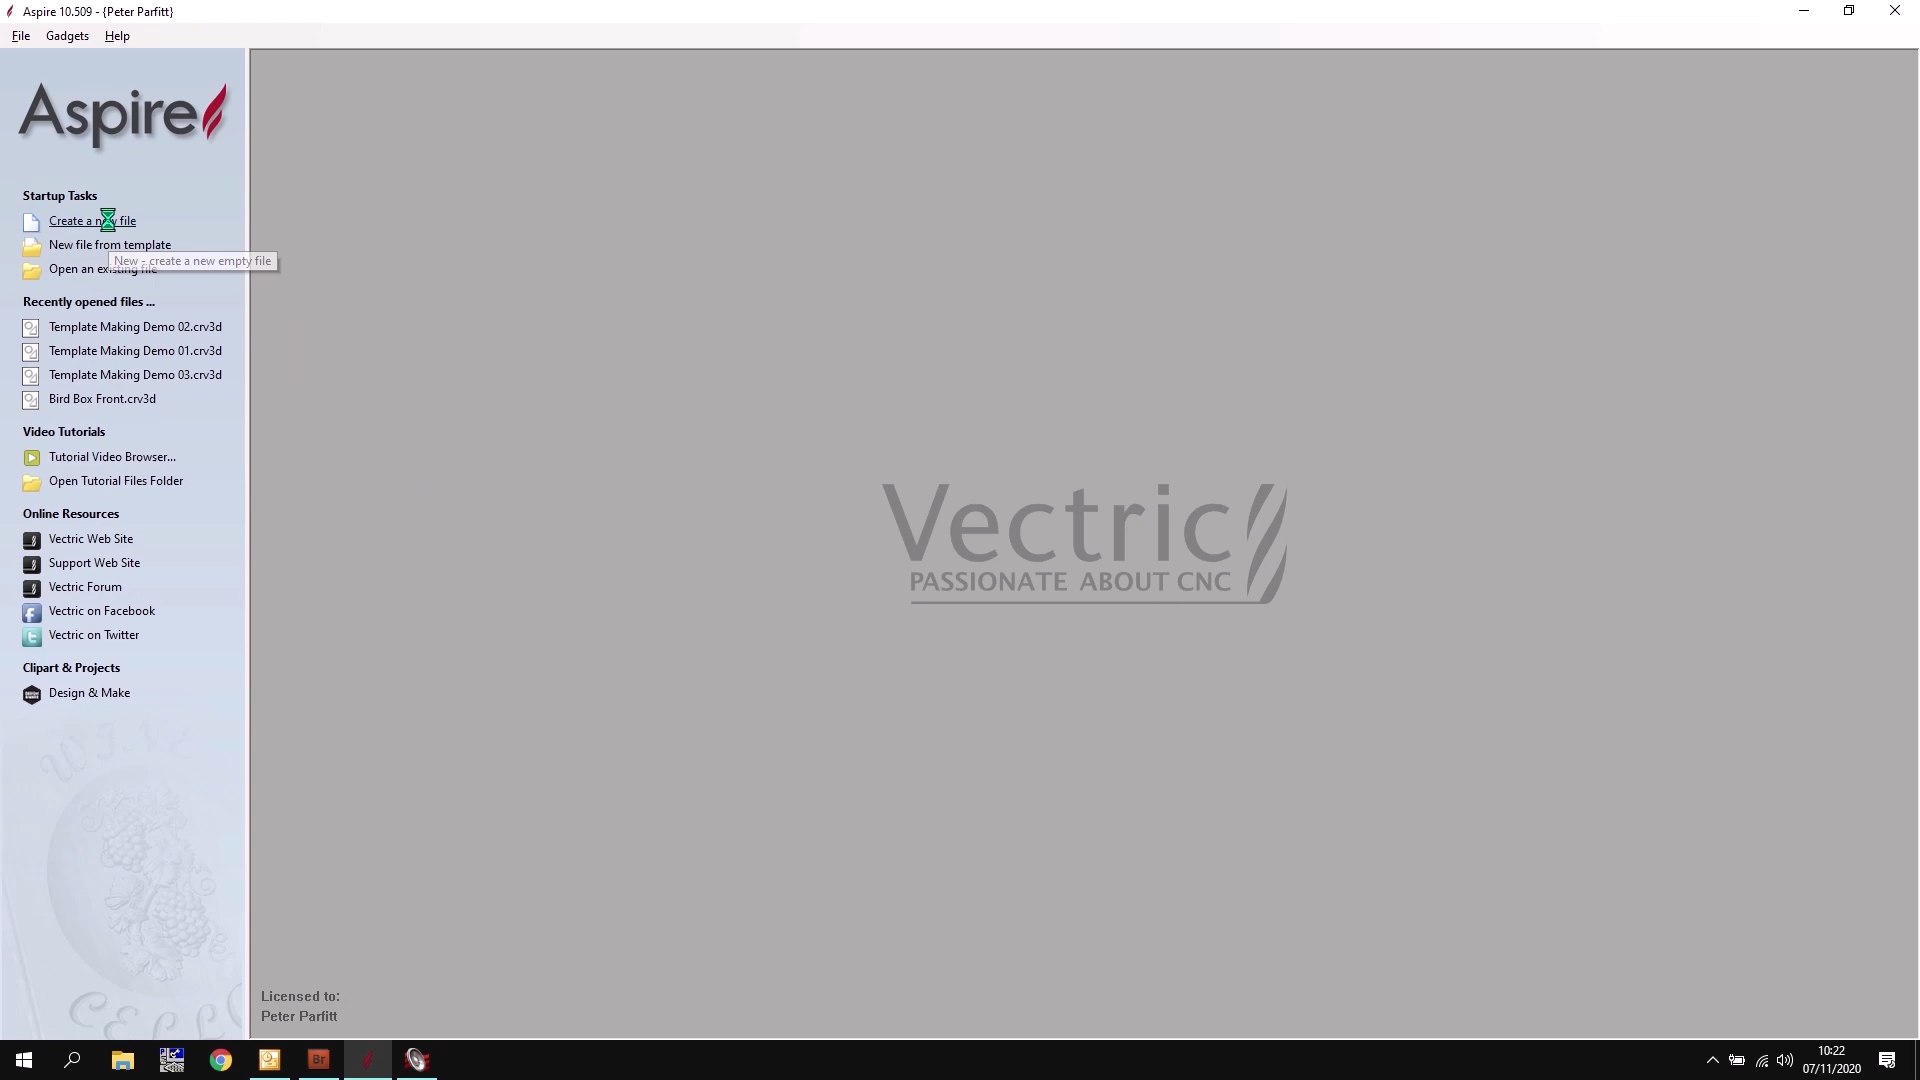 Aspire 10.509 - {Peter Parfitt}
File Gadgets Help
Aspire
Startup Tasks
Create a new file
New file from template
New - create a new empty file
Open an existing file
Recently opened files ...
Template Making Demo 02.crv3d
Template Making Demo 01.crv3d
Template Making Demo 03.crv3d
Bird Box Front.crv3d
Video Tutorials
Tutorial Video Browser...
Open Tutorial Files Folder
Online Resources
Vectric Web Site
Support Web Site
Vectric Forum
Vectric on Facebook
Vectric on Twitter
Clipart & Projects
Design & Make
Vectric
PASSIONATE ABOUT CNC
Licensed to:
Peter Parfitt
Br
10:22
07/11/2020